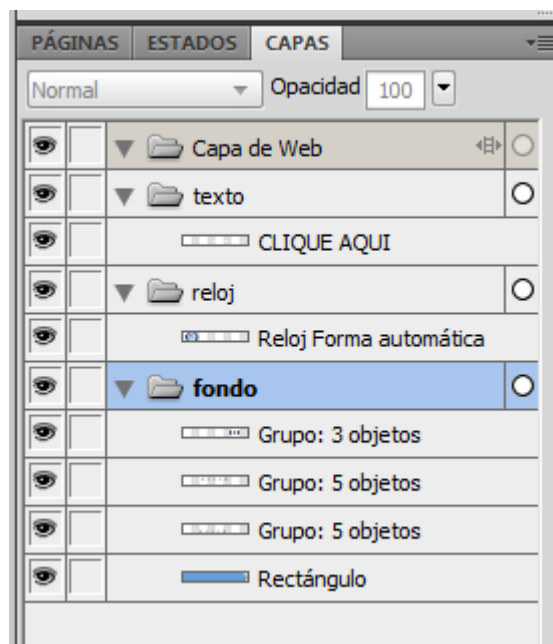 PÁGINAS ESTADOS CAPAS
Normal Opacidad 100
Capa de Web
texto
CLIQUE AQUI
reloj
Reloj Forma automática
fondo
Grupo: 3 objetos
Grupo: 5 objetos
Grupo: 5 objetos
Rectángulo